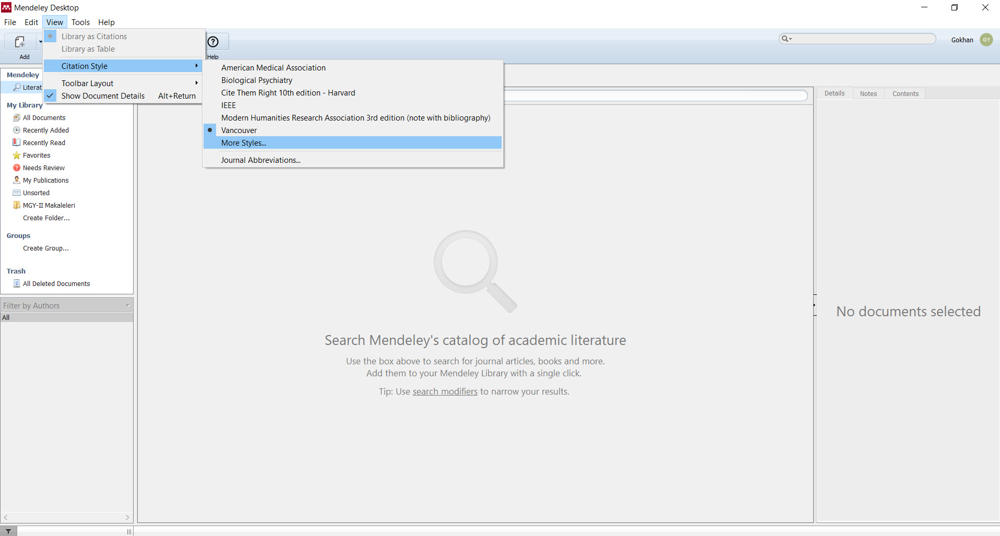 Mendeley Desktop
File Edit View Tools Help
Library as Citations
Library as Table
Citation Style
Toolbar Layout
Show Document Details Alt+Return
American Medical Association
Biological Psychiatry
Cite Them Right 10th edition - Harvard
IEEE
Modern Humanities Research Association 3rd edition (note with bibliography)
Vancouver
More Styles...
Journal Abbreviations...
Add
Help
Gokhan GY
Mendeley
Literat
My Library
All Documents
Recently Added
Recently Read
Favorites
Needs Review
My Publications
Unsorted
MGY-II Makaleleri
Create Folder...
Groups
Create Group...
Trash
All Deleted Documents
Filter by Authors
All
Search Mendeley's catalog of academic literature
Use the box above to search for journal articles, books and more.
Add them to your Mendeley Library with a single click.
Tip: Use search modifiers to narrow your results.
Details Notes Contents
No documents selected